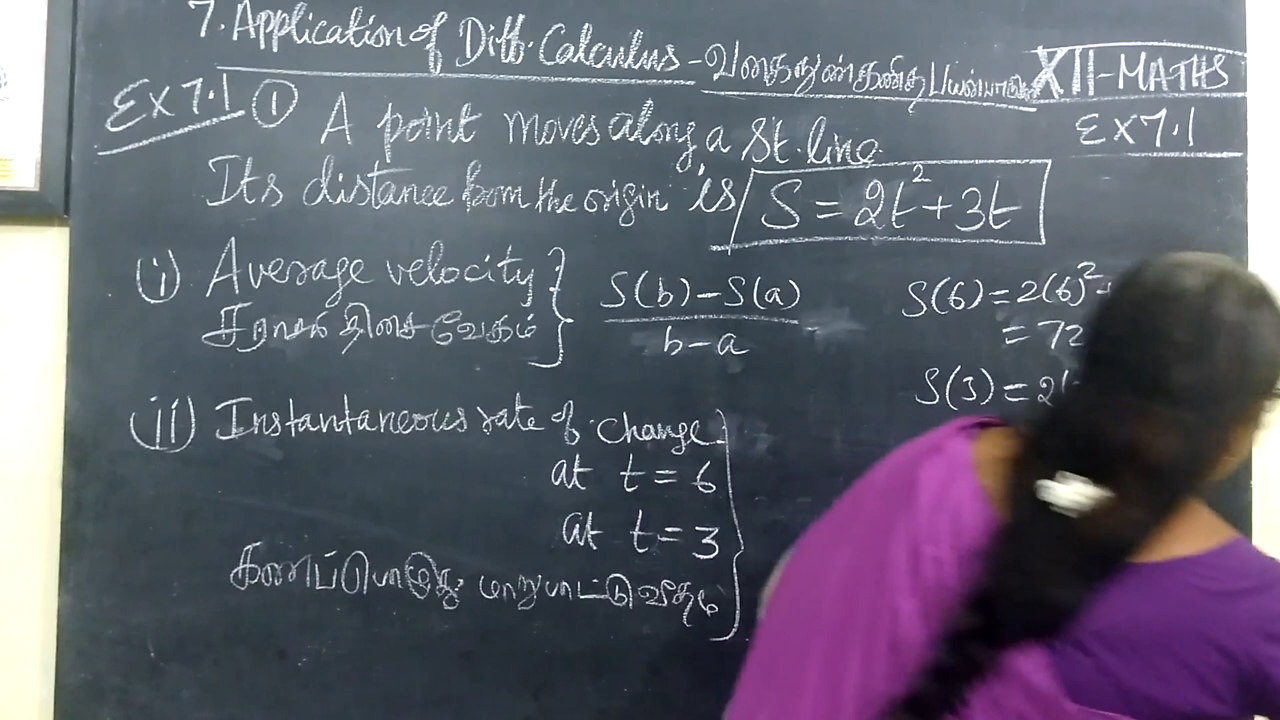 7. Application of Diff. Calculus - வகைநுண்கணித பயன்பாடு
XII-MATHS
EX 7.1
Ex 7.1 ① A point moves along a St. line.
Its distance from the origin is S = 2t² + 3t
i) Average velocity
சராசரி திசை வேகம்
S(b) - S(a)
b - a
S(6) = 2(6)²
= 72
S(3) = 2(
ii) Instantaneous rate of change
at t = 6
at t = 3
கணப்பொழுது மாறுபாட்டு வீதம்